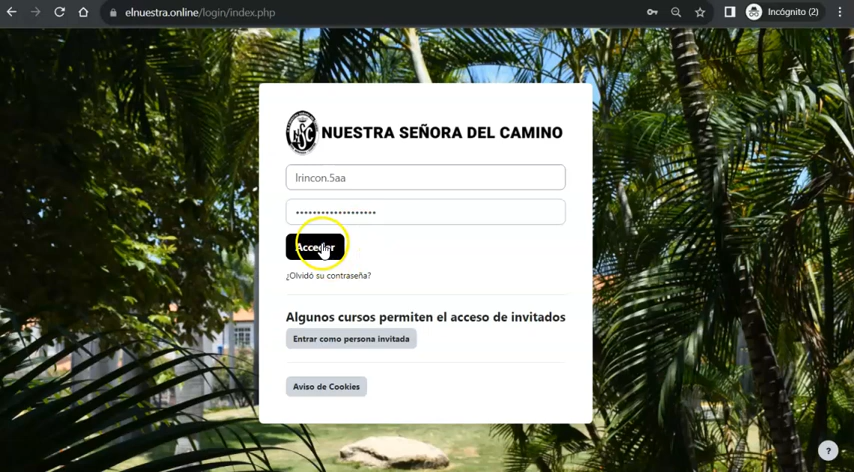 elnuestra.online/login/index.php
Incógnito (2)
NUESTRA SEÑORA DEL CAMINO
lrincon.5aa
Acceder
¿Olvidó su contraseña?
Algunos cursos permiten el acceso de invitados
Entrar como persona invitada
Aviso de Cookies
?